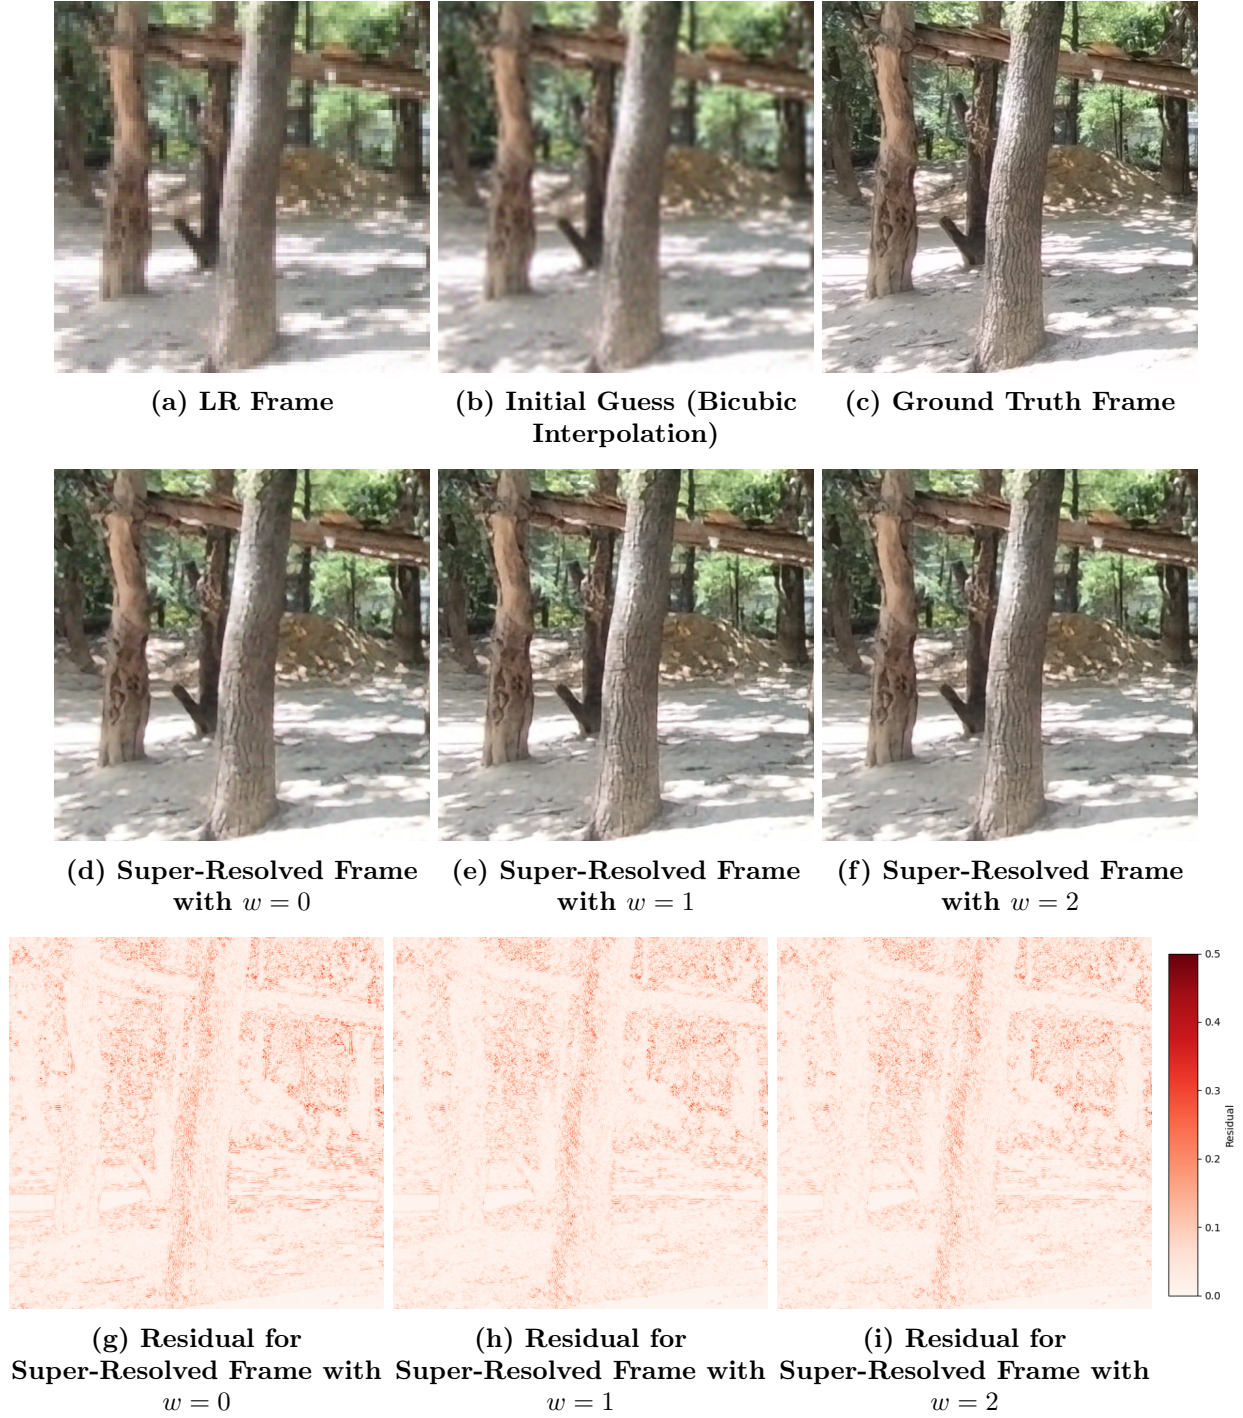 (a) LR Frame
(b) Initial Guess (Bicubic
Interpolation)
(c) Ground Truth Frame
(d) Super-Resolved Frame
with w = 0
(e) Super-Resolved Frame
with w = 1
(f) Super-Resolved Frame
with w = 2
0.5
0.4
0.3
0.2
0.1
0.0
Residual
(g) Residual for
Super-Resolved Frame with
w = 0
(h) Residual for
Super-Resolved Frame with
w = 1
(i) Residual for
Super-Resolved Frame with
w = 2